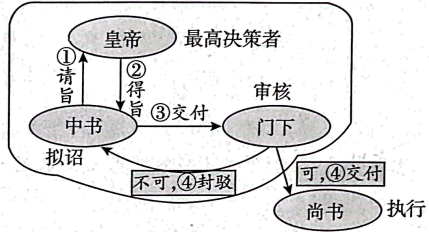 皇帝
最高决策者
①请旨
②得旨
③交付
审核
中书
门下
拟诏
不可,④封驳
可,④交付
尚书
执行